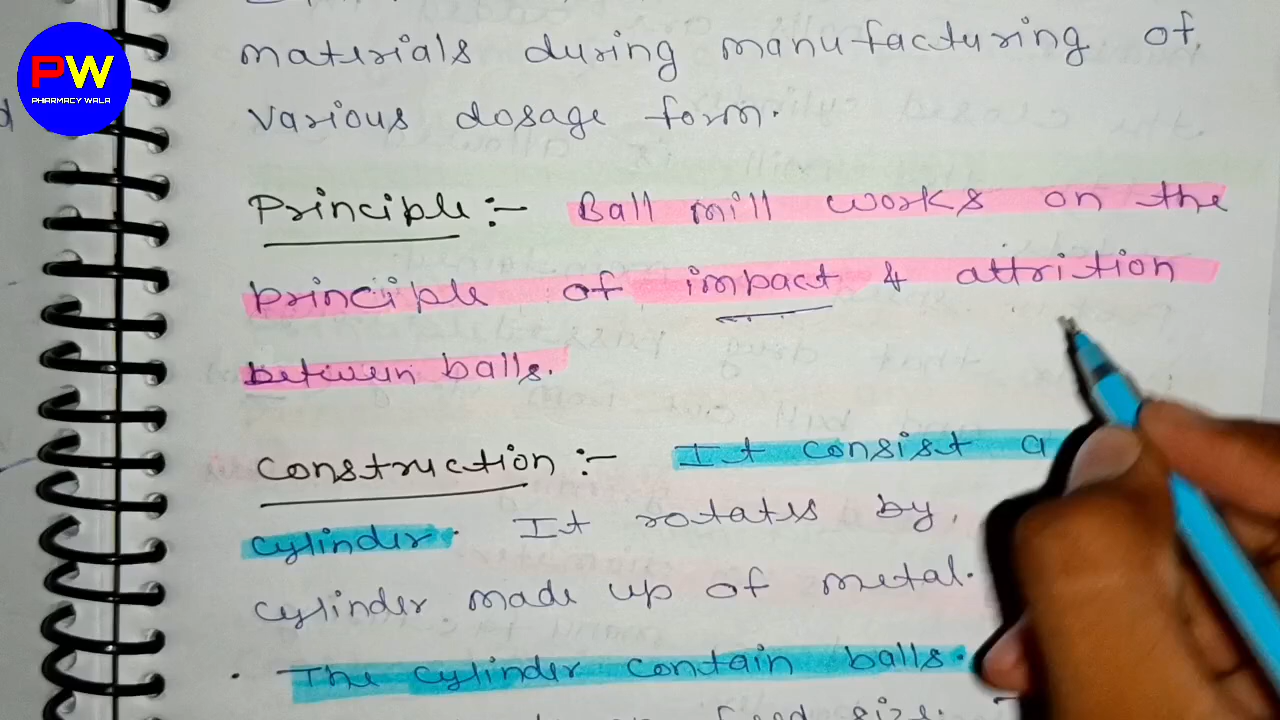 PW
PHARMACY WALA
materials during manufacturing of
various dosage form.
Principle :- Ball mill works on the
principle of impact & attrition
between balls.
Construction :- It consist a
cylinder. It rotates by
cylinder made up of metal.
· The cylinder contain balls.
size.